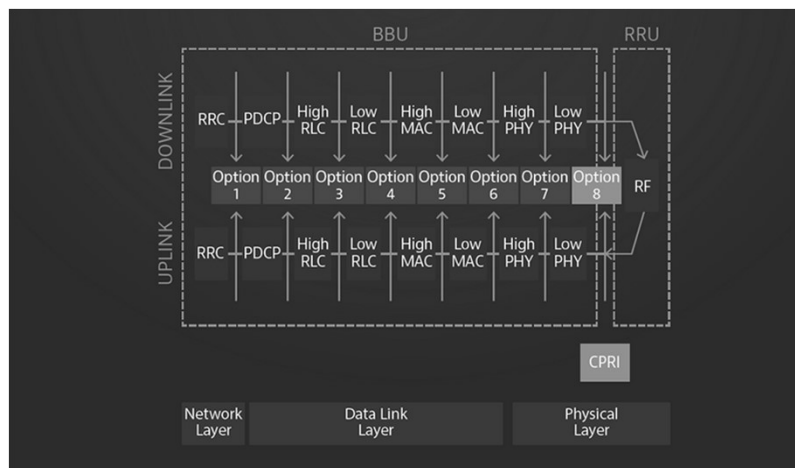 BBU
RRU
DOWNLINK
RRC
PDCP
High
RLC
Low
RLC
High
MAC
Low
MAC
High
PHY
Low
PHY
Option
1
Option
2
Option
3
Option
4
Option
5
Option
6
Option
7
Option
8
RF
UPLINK
RRC
PDCP
High
RLC
Low
RLC
High
MAC
Low
MAC
High
PHY
Low
PHY
CPRI
Network
Layer
Data Link
Layer
Physical
Layer